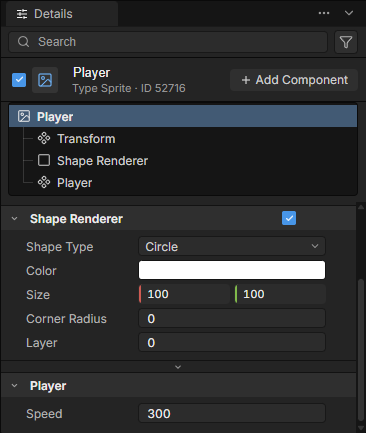 Details
Search
Player
Type Sprite · ID 52716
+ Add Component
Player
Transform
Shape Renderer
Player
Shape Renderer
Shape Type Circle
Color
Size 100 100
Corner Radius 0
Layer 0
Player
Speed 300